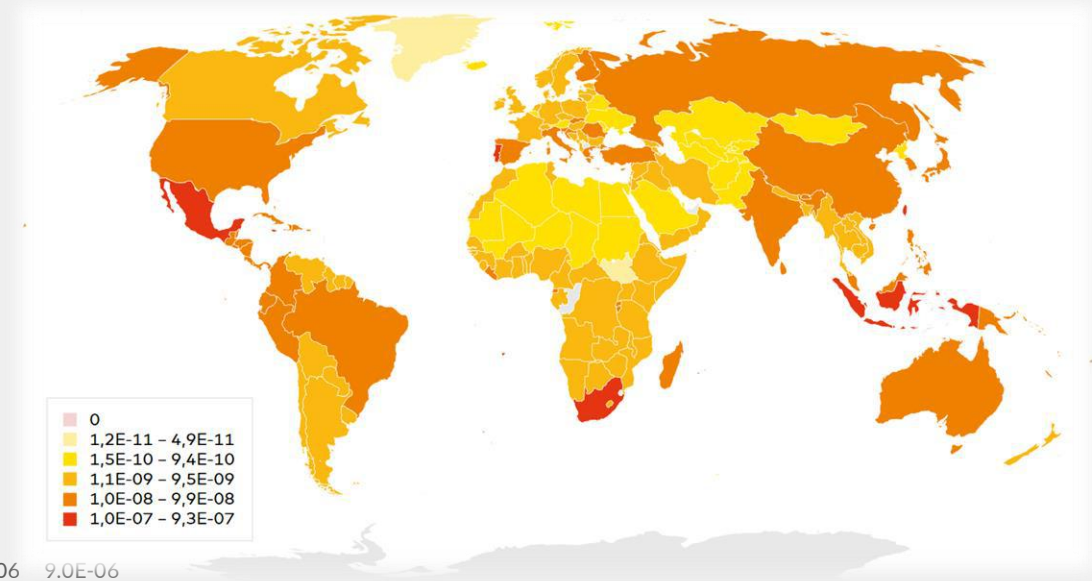 0
1,2E-11 – 4,9E-11
1,5E-10 – 9,4E-10
1,1E-09 – 9,5E-09
1,0E-08 – 9,9E-08
1,0E-07 – 9,3E-07
06 9.0E-06